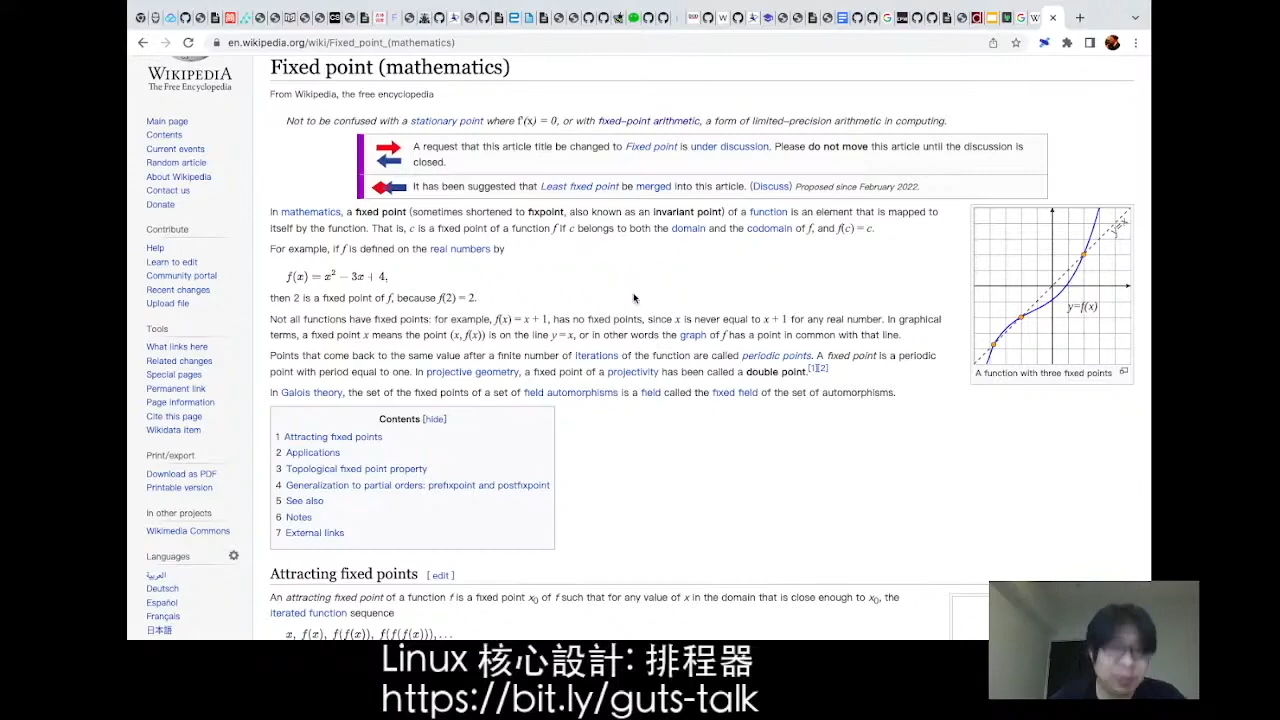 en.wikipedia.org/wiki/Fixed_point_(mathematics)
WIKIPEDIA
The Free Encyclopedia
Main page
Contents
Current events
Random article
About Wikipedia
Contact us
Donate
Contribute
Help
Learn to edit
Community portal
Recent changes
Upload file
Tools
What links here
Related changes
Special pages
Permanent link
Page information
Cite this page
Wikidata item
Print/export
Download as PDF
Printable version
In other projects
Wikimedia Commons
Languages
العربية
Deutsch
Español
Français
日本語
Fixed point (mathematics)
From Wikipedia, the free encyclopedia
Not to be confused with a stationary point where f'(x) = 0, or with fixed-point arithmetic, a form of limited-precision arithmetic in computing.
A request that this article title be changed to Fixed point is under discussion. Please do not move this article until the discussion is
closed.
It has been suggested that Least fixed point be merged into this article. (Discuss) Proposed since February 2022.
In mathematics, a fixed point (sometimes shortened to fixpoint, also known as an invariant point) of a function is an element that is mapped to
itself by the function. That is, c is a fixed point of a function f if c belongs to both the domain and the codomain of f, and f(c) = c.
For example, if f is defined on the real numbers by
f(x) = x² − 3x + 4,
then 2 is a fixed point of f, because f(2) = 2.
Not all functions have fixed points: for example, f(x) = x + 1, has no fixed points, since x is never equal to x + 1 for any real number. In graphical
terms, a fixed point x means the point (x, f(x)) is on the line y = x, or in other words the graph of f has a point in common with that line.
Points that come back to the same value after a finite number of iterations of the function are called periodic points. A fixed point is a periodic
point with period equal to one. In projective geometry, a fixed point of a projectivity has been called a double point.[1][2]
In Galois theory, the set of the fixed points of a set of field automorphisms is a field called the fixed field of the set of automorphisms.
y=x
y=f(x)
A function with three fixed points
Contents [hide]
1 Attracting fixed points
2 Applications
3 Topological fixed point property
4 Generalization to partial orders: prefixpoint and postfixpoint
5 See also
6 Notes
7 External links
Attracting fixed points [ edit ]
An attracting fixed point of a function f is a fixed point x₀ of f such that for any value of x in the domain that is close enough to x₀, the
iterated function sequence
x, f(x), f(f(x)), f(f(f(x))), . . .
Linux 核心設計: 排程器
https://bit.ly/guts-talk